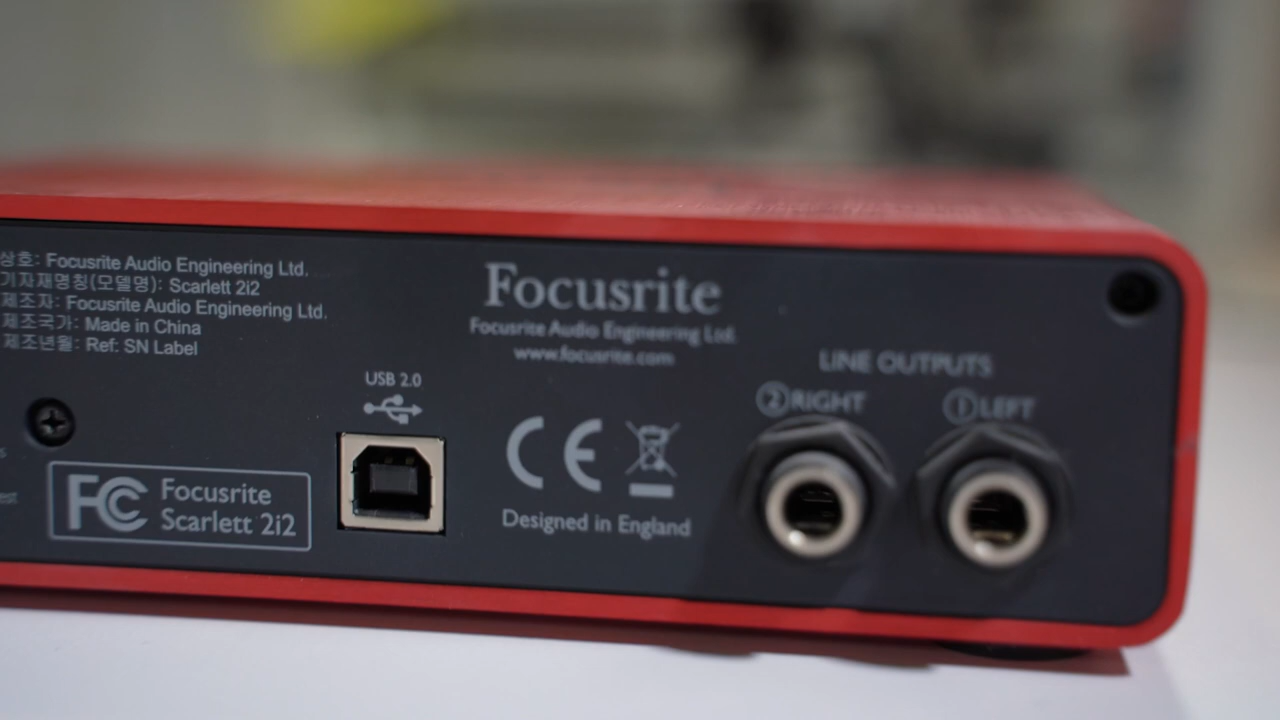 상호: Focusrite Audio Engineering Ltd.
기자재명칭(모델명): Scarlett 2i2
제조자: Focusrite Audio Engineering Ltd.
제조국가: Made in China
제조년월: Ref: SN Label
FC Focusrite
Scarlett 2i2
USB 2.0
Focusrite
Focusrite Audio Engineering Ltd.
www.focusrite.com
CE
Designed in England
LINE OUTPUTS
②RIGHT
①LEFT